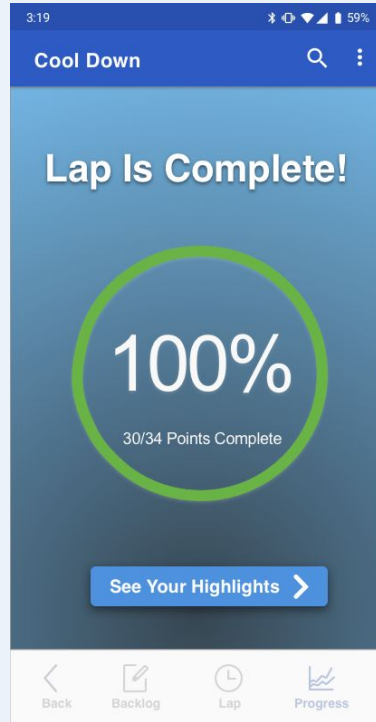 3:19
59%
Cool Down
Lap Is Complete!
100%
30/34 Points Complete
See Your Highlights
Back
Backlog
Lap
Progress